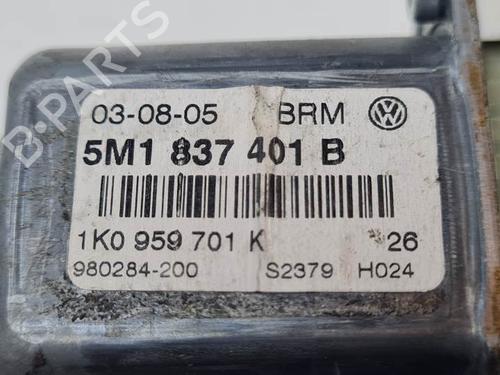 03-08-05 BRM
5M1 837 401 B
1K0 959 701 K 26
980284-200 S2379 H024
B-PARTS